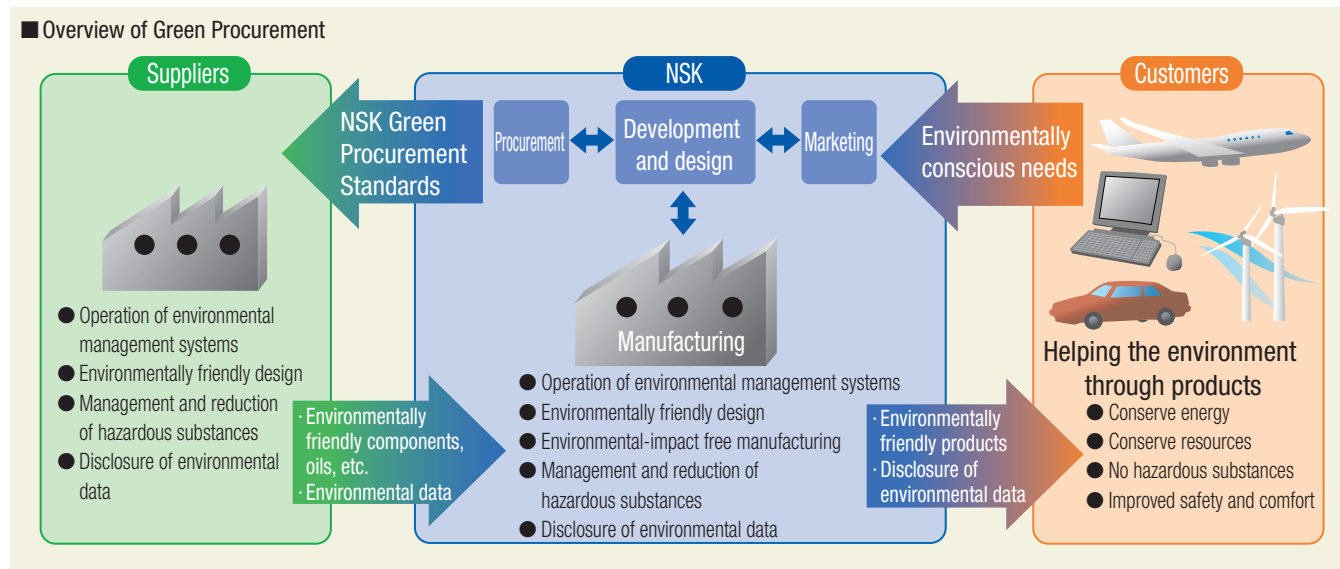 ■ Overview of Green Procurement
Suppliers
NSK Green
Procurement
Standards
● Operation of environmental
management systems
● Environmentally friendly design
● Management and reduction
of hazardous substances
● Disclosure of environmental
data
· Environmentally
friendly components,
oils, etc.
· Environmental data
NSK
Procurement
Development
and design
Marketing
Manufacturing
● Operation of environmental management systems
● Environmentally friendly design
● Environmental-impact free manufacturing
● Management and reduction of
hazardous substances
● Disclosure of environmental data
Environmentally
conscious needs
· Environmentally
friendly products
· Disclosure of
environmental data
Customers
Helping the environment
through products
● Conserve energy
● Conserve resources
● No hazardous substances
● Improved safety and comfort